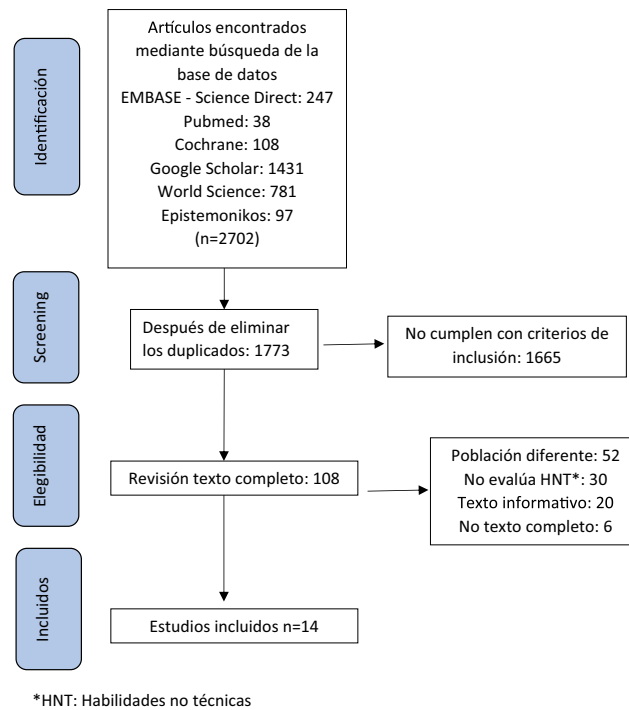 Identificación
Artículos encontrados
mediante búsqueda de la
base de datos
EMBASE - Science Direct: 247
Pubmed: 38
Cochrane: 108
Google Scholar: 1431
World Science: 781
Epistemonikos: 97
(n=2702)
Screening
Después de eliminar
los duplicados: 1773
No cumplen con criterios de
inclusión: 1665
Elegibilidad
Revisión texto completo: 108
Población diferente: 52
No evalúa HNT*: 30
Texto informativo: 20
No texto completo: 6
Incluidos
Estudios incluidos n=14
*HNT: Habilidades no técnicas